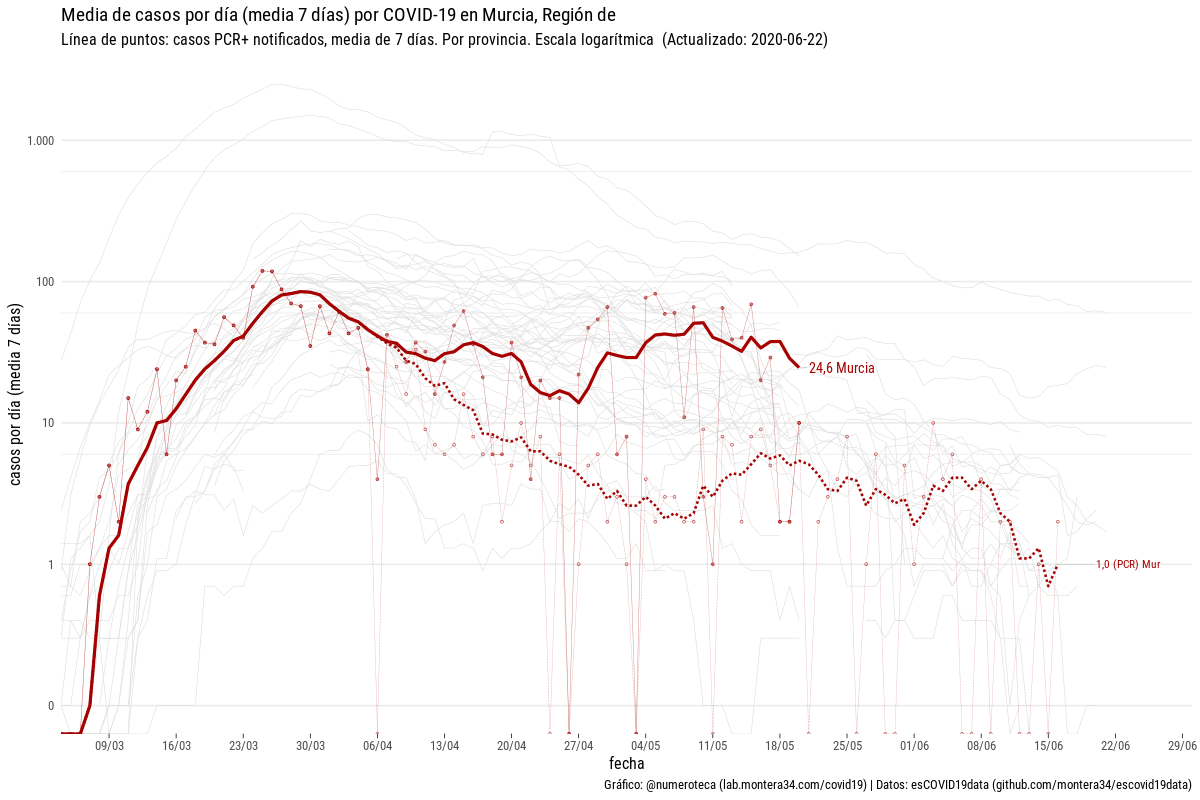 Media de casos por día (media 7 días) por COVID-19 en Murcia, Región de
Línea de puntos: casos PCR+ notificados, media de 7 días. Por provincia. Escala logarítmica (Actualizado: 2020-06-22)
casos por día (media 7 días)
1.000
100
10
1
0
24,6 Murcia
1,0 (PCR) Mur
09/03 16/03 23/03 30/03 06/04 13/04 20/04 27/04 04/05 11/05 18/05 25/05 01/06 08/06 15/06 22/06 29/06
fecha
Gráfico: @numeroteca (lab.montera34.com/covid19) | Datos: esCOVID19data (github.com/montera34/escovid19data)